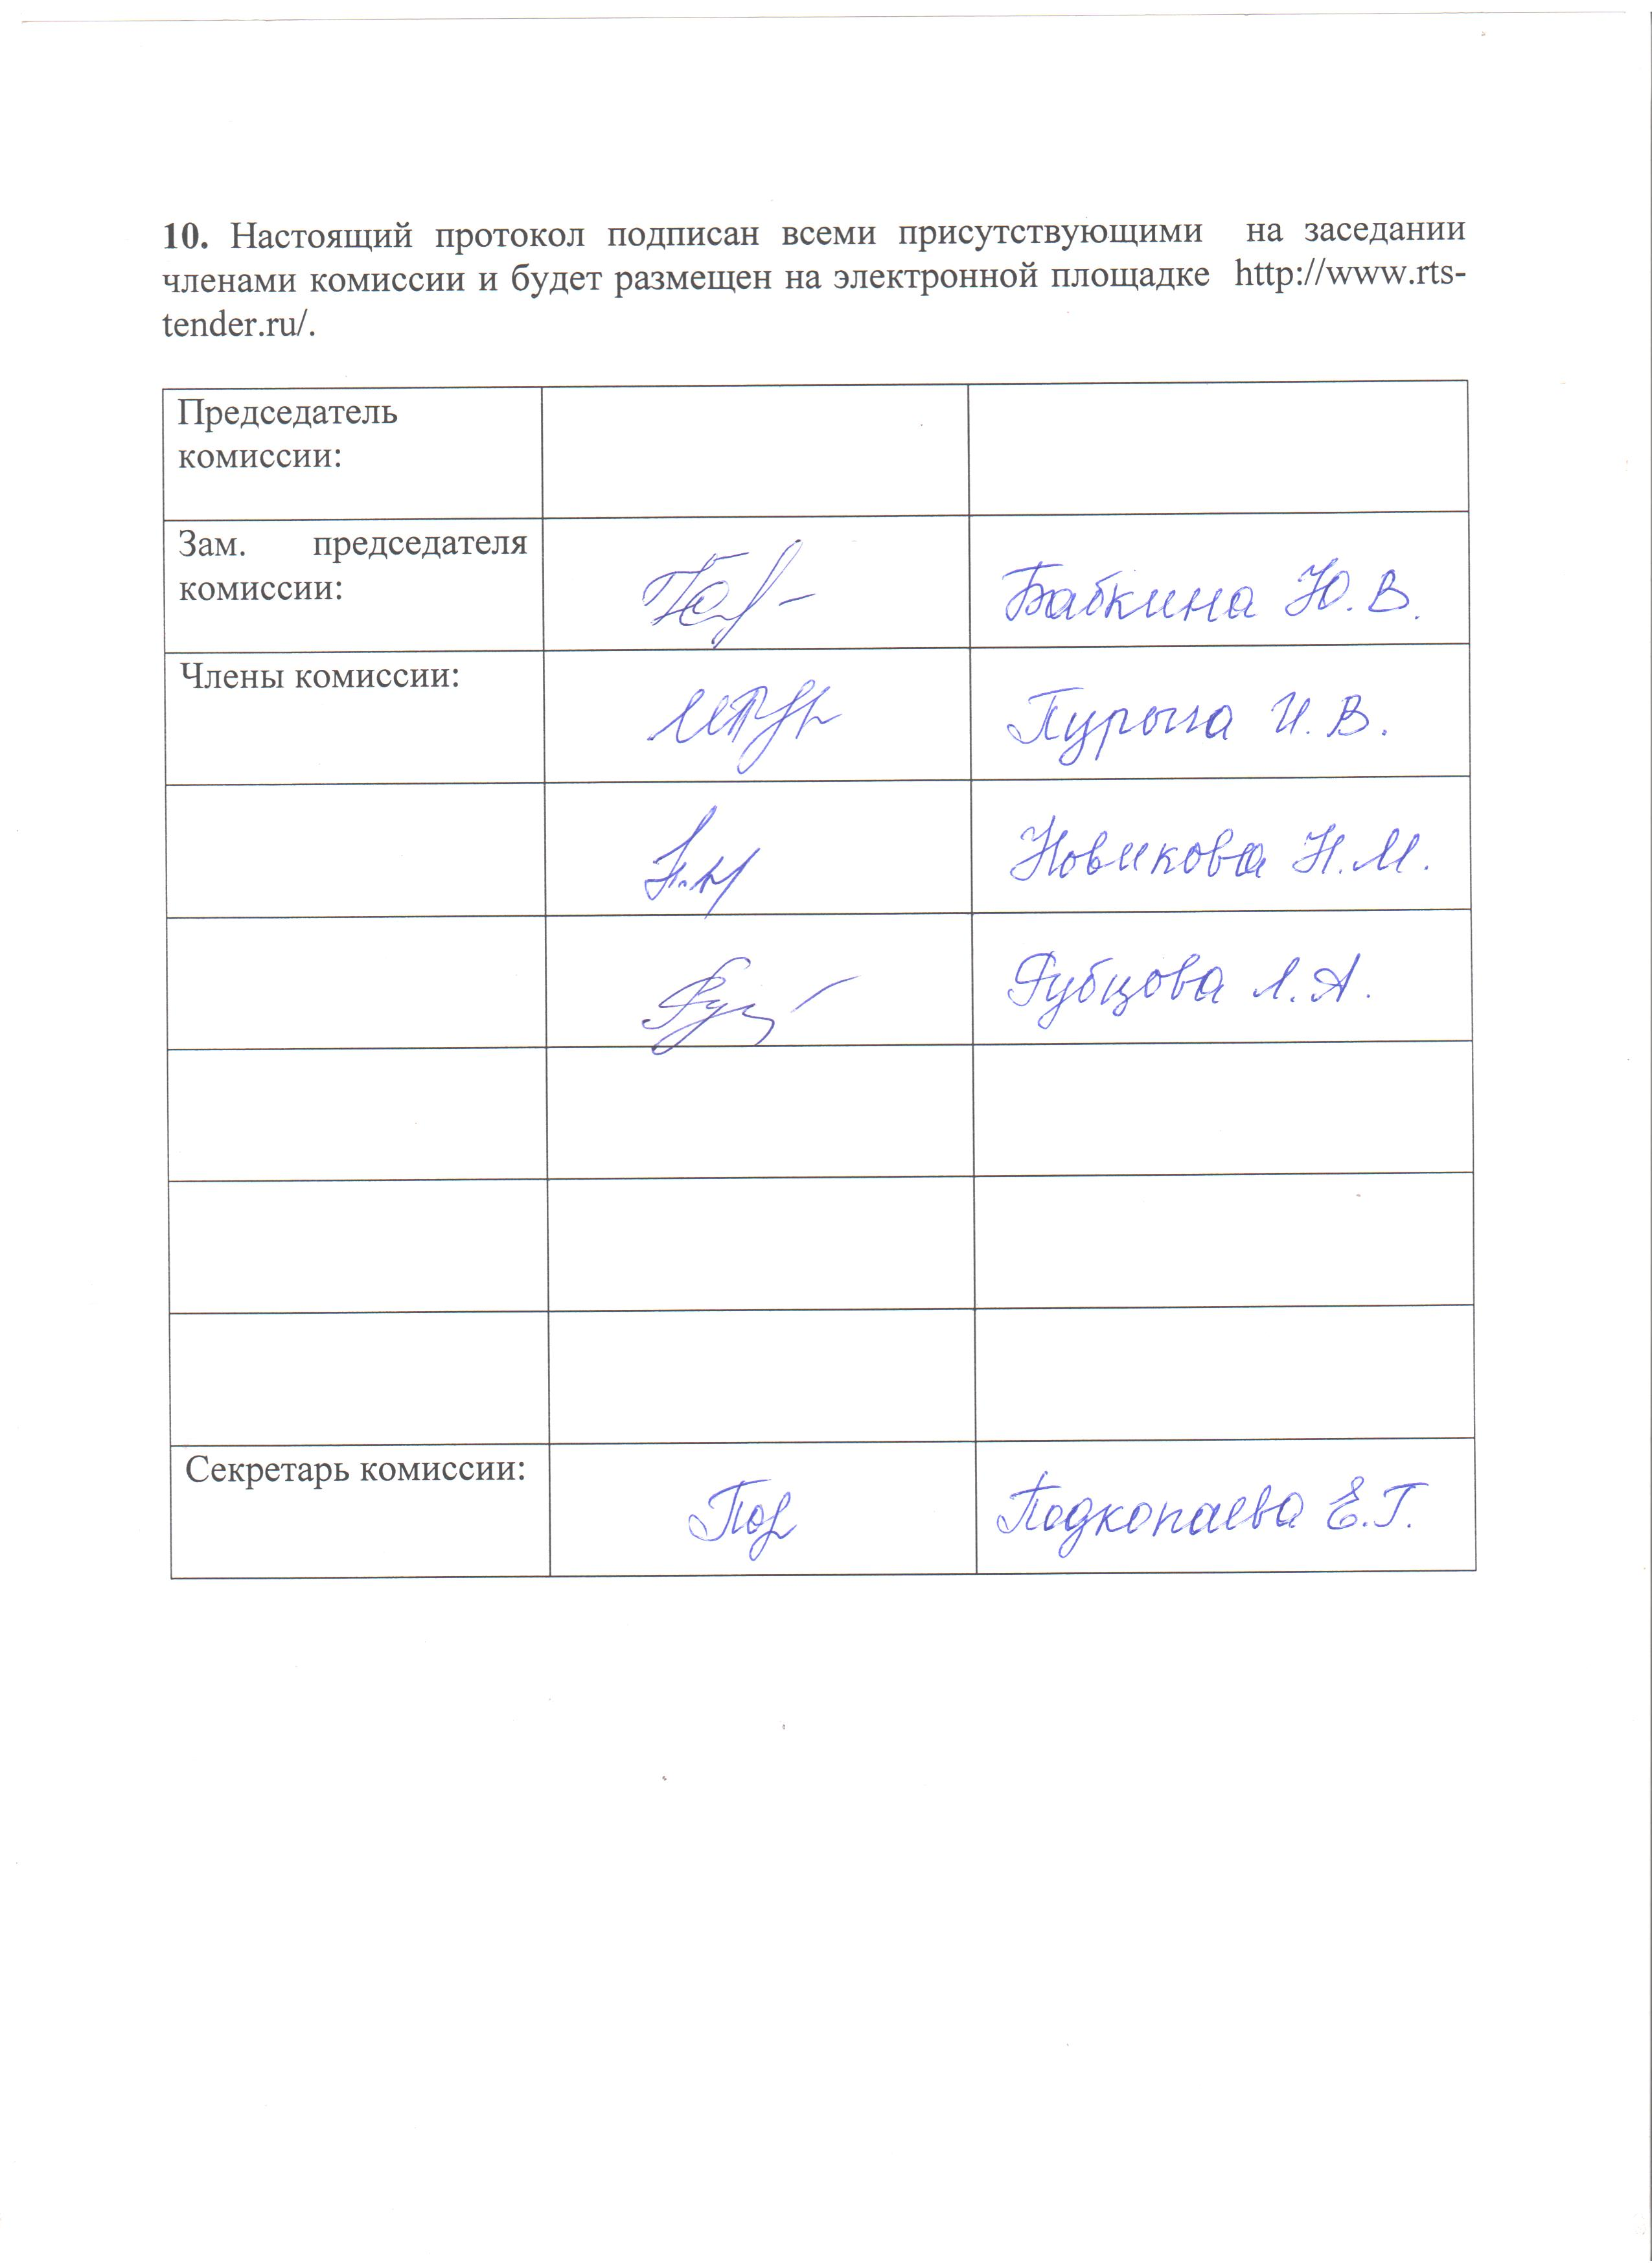 10. Настоящий протокол подписан всеми присутствующими на заседании
членами комиссии и будет размещен на электронной площадке http://www.rts-
tender.ru/.
Председатель
комиссии:
Зам. председателя
комиссии:
Бабкина Ю. В.
Члены комиссии:
И. В.
Новикова Н. М.
Рубцова Л. А.
Секретарь комиссии:
Подкопаева Е. Г.